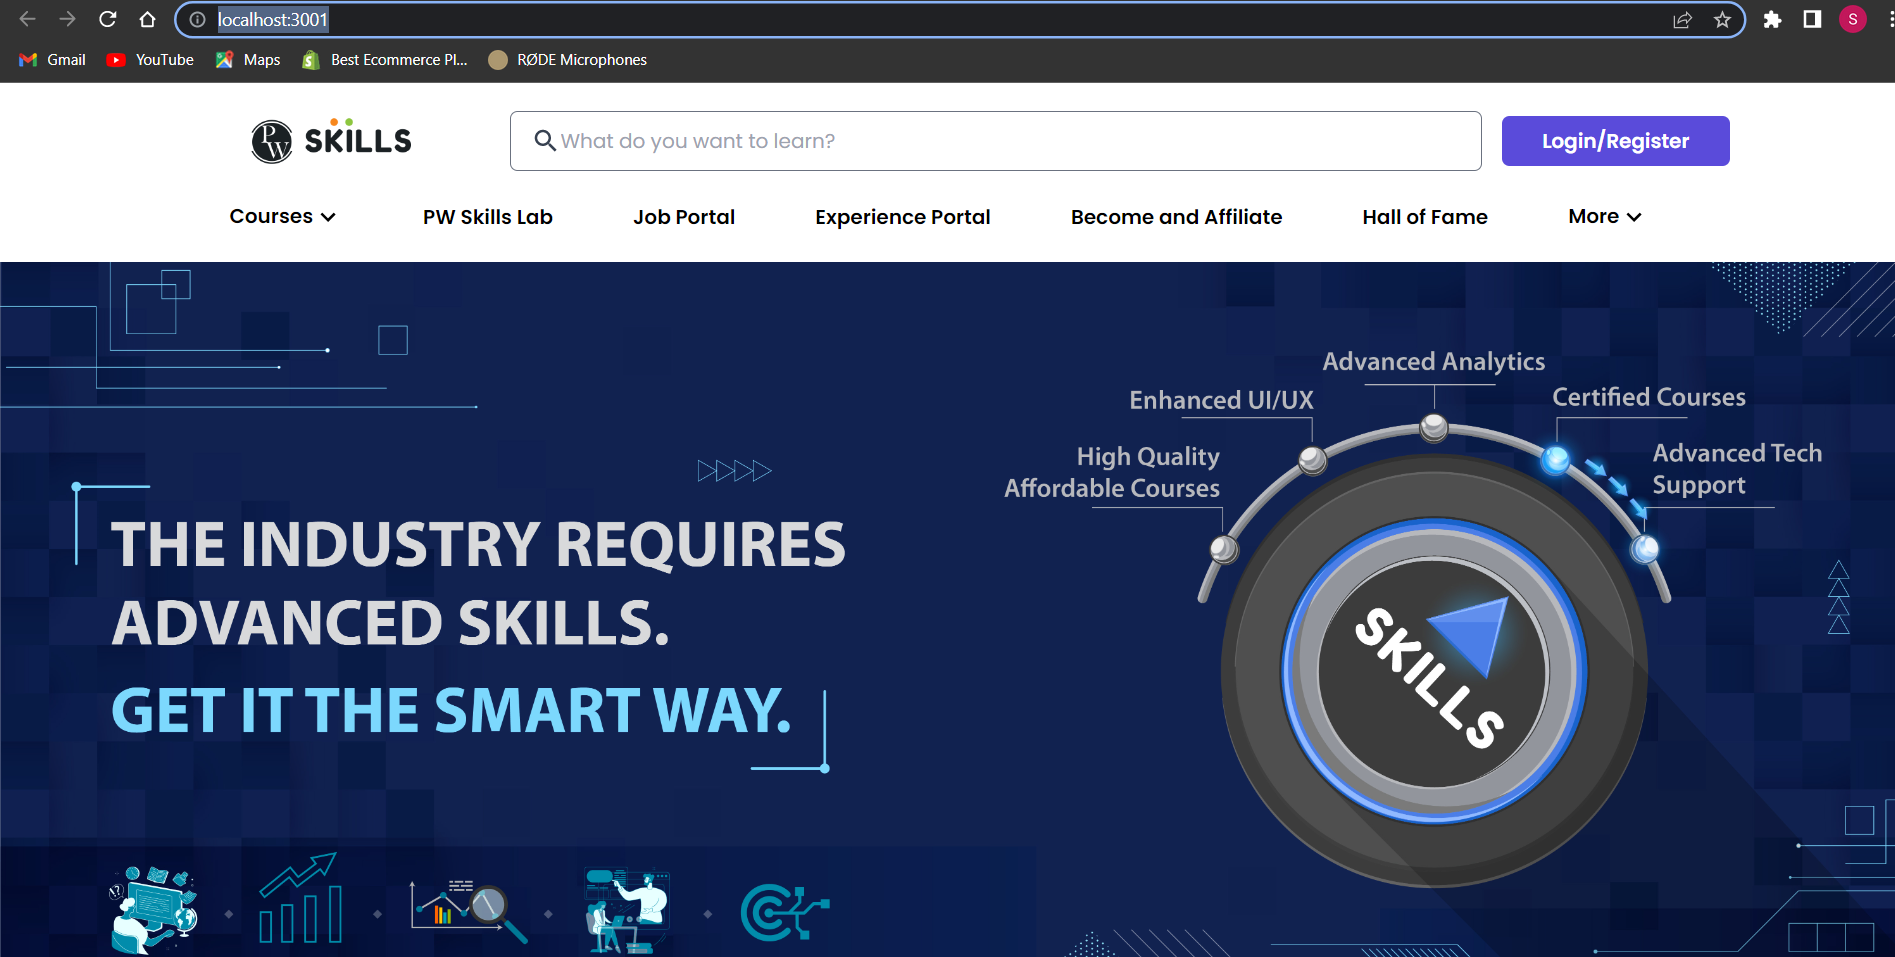 localhost:3001
S
Gmail YouTube Maps Best Ecommerce Pl... RØDE Microphones
PW SKILLS
What do you want to learn?
Login/Register
Courses PW Skills Lab Job Portal Experience Portal Become and Affiliate Hall of Fame More
THE INDUSTRY REQUIRES
ADVANCED SKILLS.
GET IT THE SMART WAY.
High Quality
Affordable Courses
Enhanced UI/UX
Advanced Analytics
Certified Courses
Advanced Tech
Support
SKILLS
A?